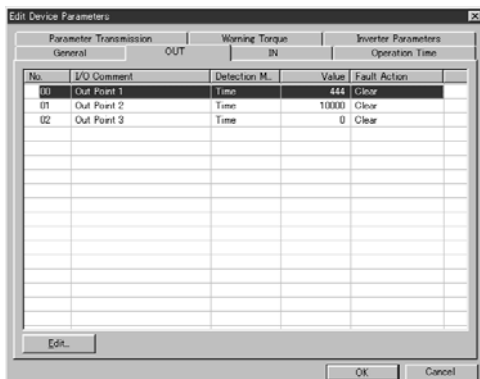 Edit Device Parameters
Parameter Transmission Warning Torque Inverter Parameters
General OUT IN Operation Time
No. I/O Comment Detection M.. Value Fault Action
00 Out Point 1 Time 444 Clear
01 Out Point 2 Time 10000 Clear
02 Out Point 3 Time 0 Clear
Edit..
OK Cancel